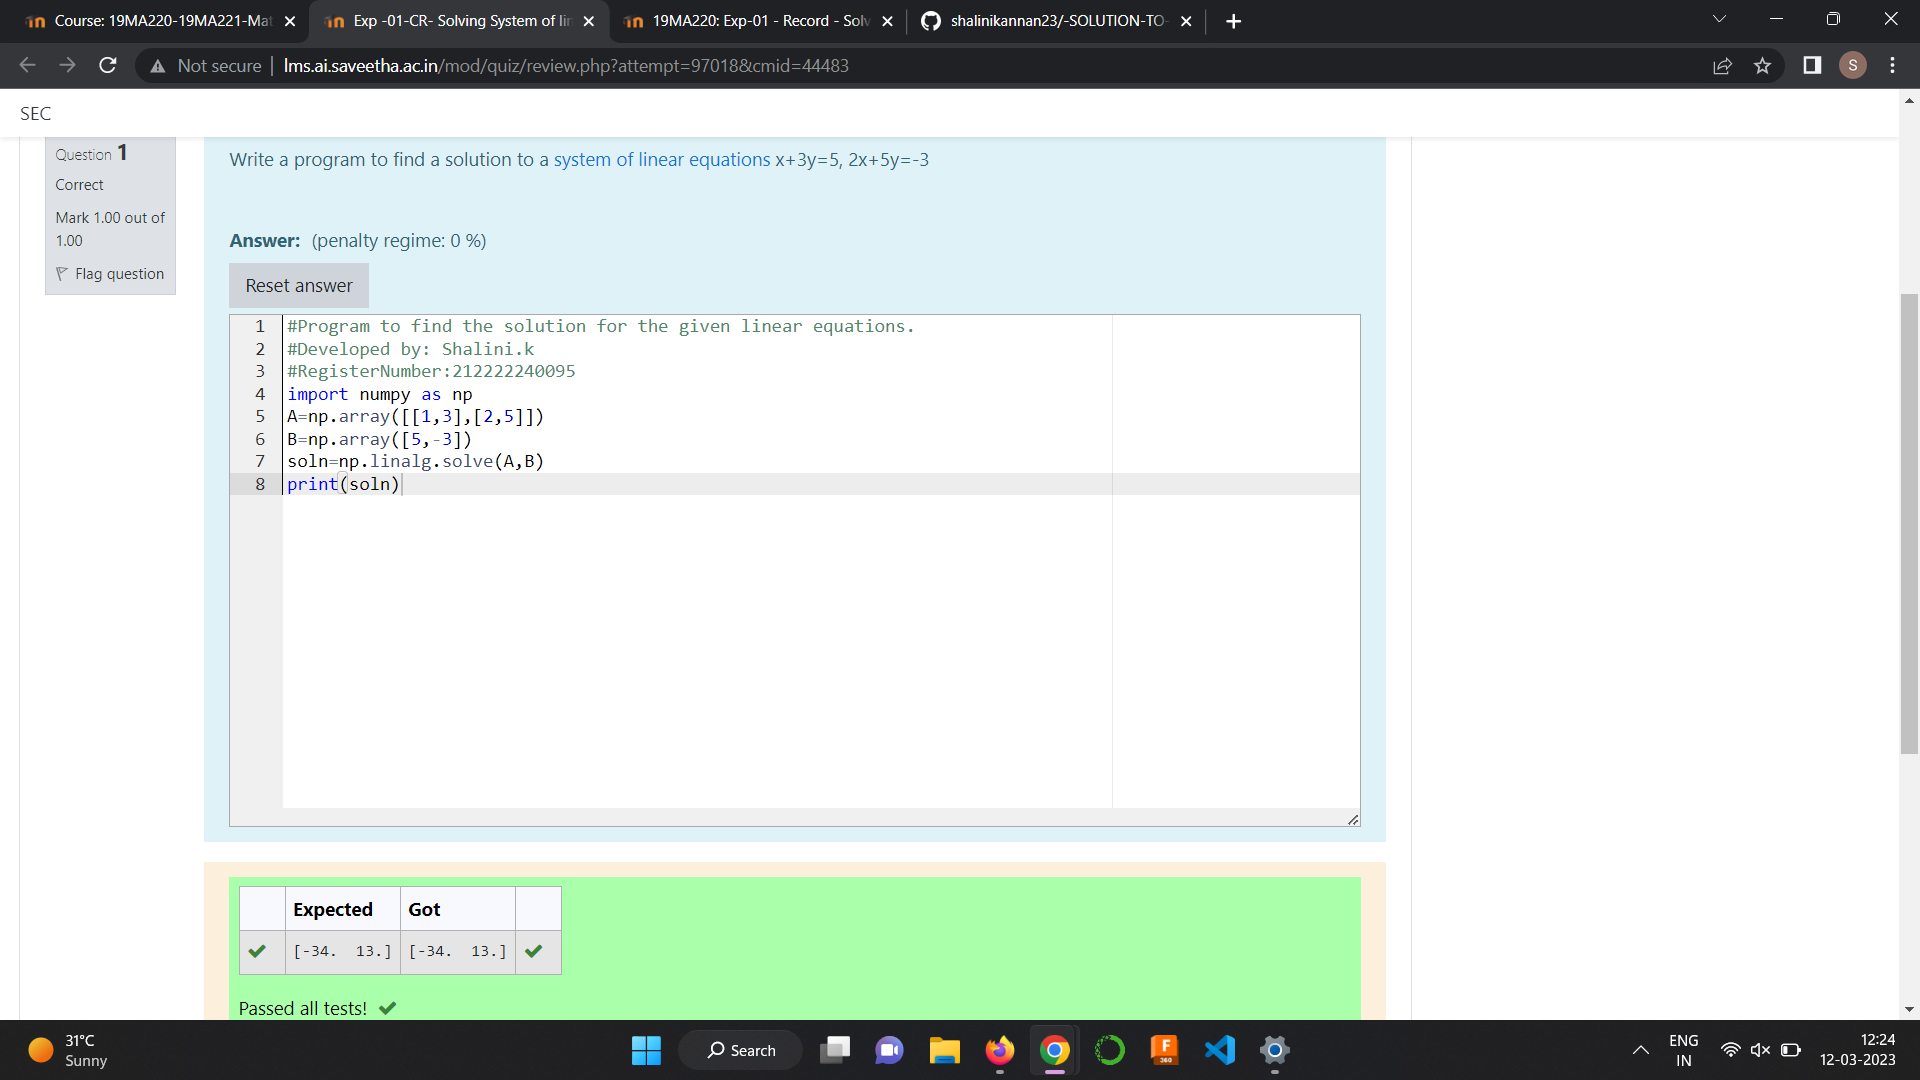 Course: 19MA220-19MA221-Mat
Exp -01-CR- Solving System of lin
19MA220: Exp-01 - Record - Solv
shalinikannan23/-SOLUTION-TO-
Not secure | lms.ai.saveetha.ac.in/mod/quiz/review.php?attempt=97018&cmid=44483
S
SEC
Question 1
Correct
Mark 1.00 out of
1.00
Flag question
Write a program to find a solution to a system of linear equations x+3y=5, 2x+5y=-3
Answer: (penalty regime: 0 %)
Reset answer
1 #Program to find the solution for the given linear equations.
2 #Developed by: Shalini.k
3 #RegisterNumber:212222240095
4 import numpy as np
5 A=np.array([[1,3],[2,5]])
6 B=np.array([5,-3])
7 soln=np.linalg.solve(A,B)
8 print(soln)
Expected Got
[-34.  13.] [-34.  13.]
Passed all tests!
31°C
Sunny
Search
F
360
ENG
IN
12:24
12-03-2023